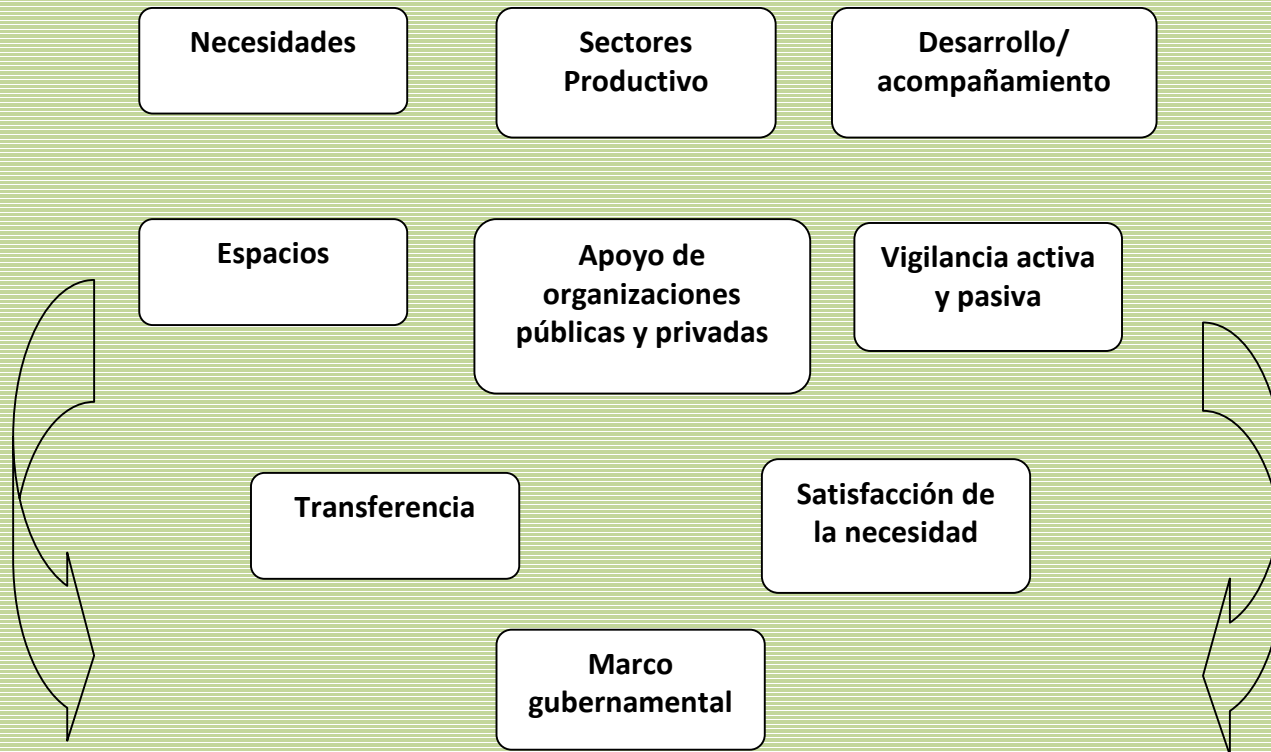 Necesidades
Sectores
Productivo
Desarrollo/
acompañamiento
Espacios
Apoyo de
organizaciones
públicas y privadas
Vigilancia activa
y pasiva
Transferencia
Satisfacción de
la necesidad
Marco
gubernamental